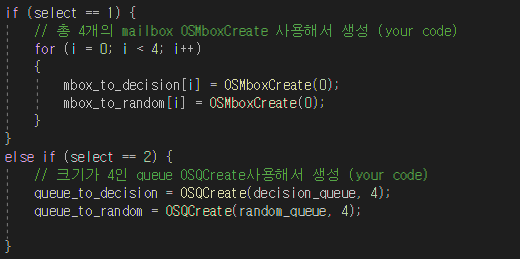 if (select == 1) {
// 총 4개의 mailbox OSMboxCreate 사용해서 생성 (your code)
for (i = 0; i < 4; i++)
{
mbox_to_decision[i] = OSMboxCreate(0);
mbox_to_random[i] = OSMboxCreate(0);
}
}
else if (select == 2) {
// 크기가 4인 queue OSQCreate사용해서 생성 (your code)
queue_to_decision = OSQCreate(decision_queue, 4);
queue_to_random = OSQCreate(random_queue, 4);
}